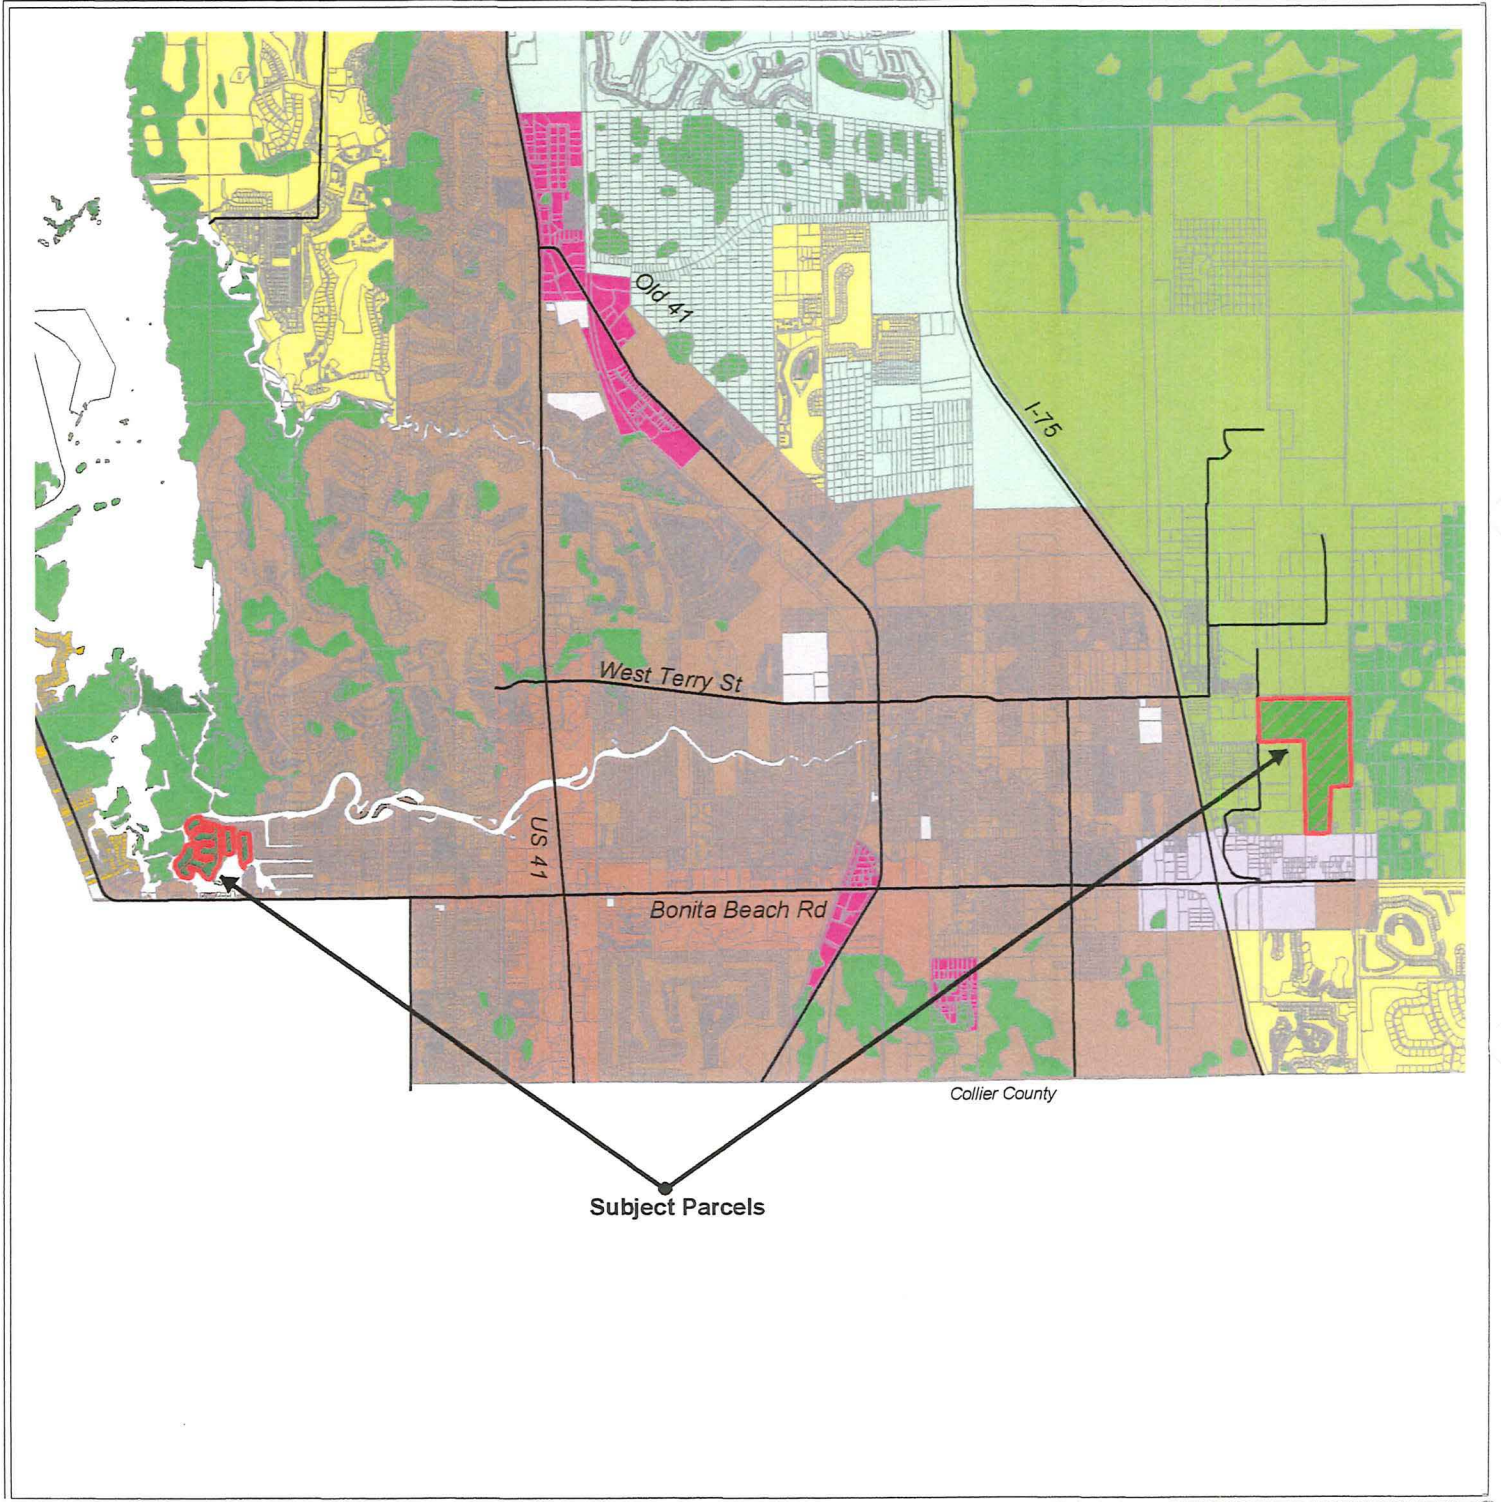 Old 41
I-75
West Terry St
US 41
Bonita Beach Rd
Collier County
Subject Parcels